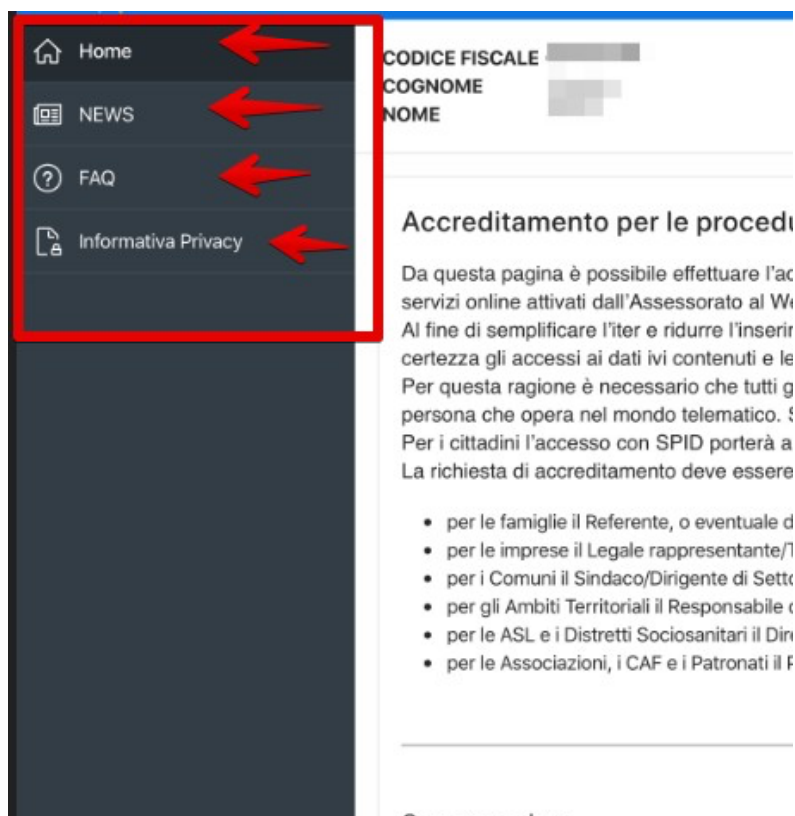 Home
NEWS
FAQ
Informativa Privacy
CODICE FISCALE
COGNOME
NOME
Accreditamento per le procedu
Da questa pagina è possibile effettuare l'ac
servizi online attivati dall'Assessorato al We
Al fine di semplificare l'iter e ridurre l'inserir
certezza gli accessi ai dati ivi contenuti e le
Per questa ragione è necessario che tutti g
persona che opera nel mondo telematico. S
Per i cittadini l'accesso con SPID porterà a
La richiesta di accreditamento deve essere
• per le famiglie il Referente, o eventuale d
• per le imprese il Legale rappresentante/T
• per i Comuni il Sindaco/Dirigente di Setto
• per gli Ambiti Territoriali il Responsabile d
• per le ASL e i Distretti Sociosanitari il Dire
• per le Associazioni, i CAF e i Patronati il P